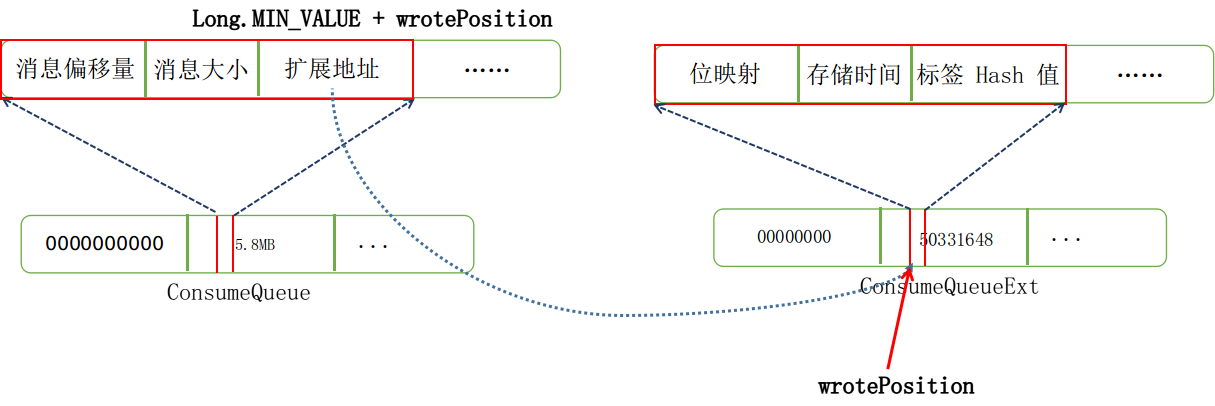 Long.MIN_VALUE + wrotePosition
消息偏移量 消息大小 扩展地址 ……
位映射 存储时间 标签 Hash 值 ……
0000000000 5.8MB ...
00000000 50331648 ...
ConsumeQueue
ConsumeQueueExt
wrotePosition